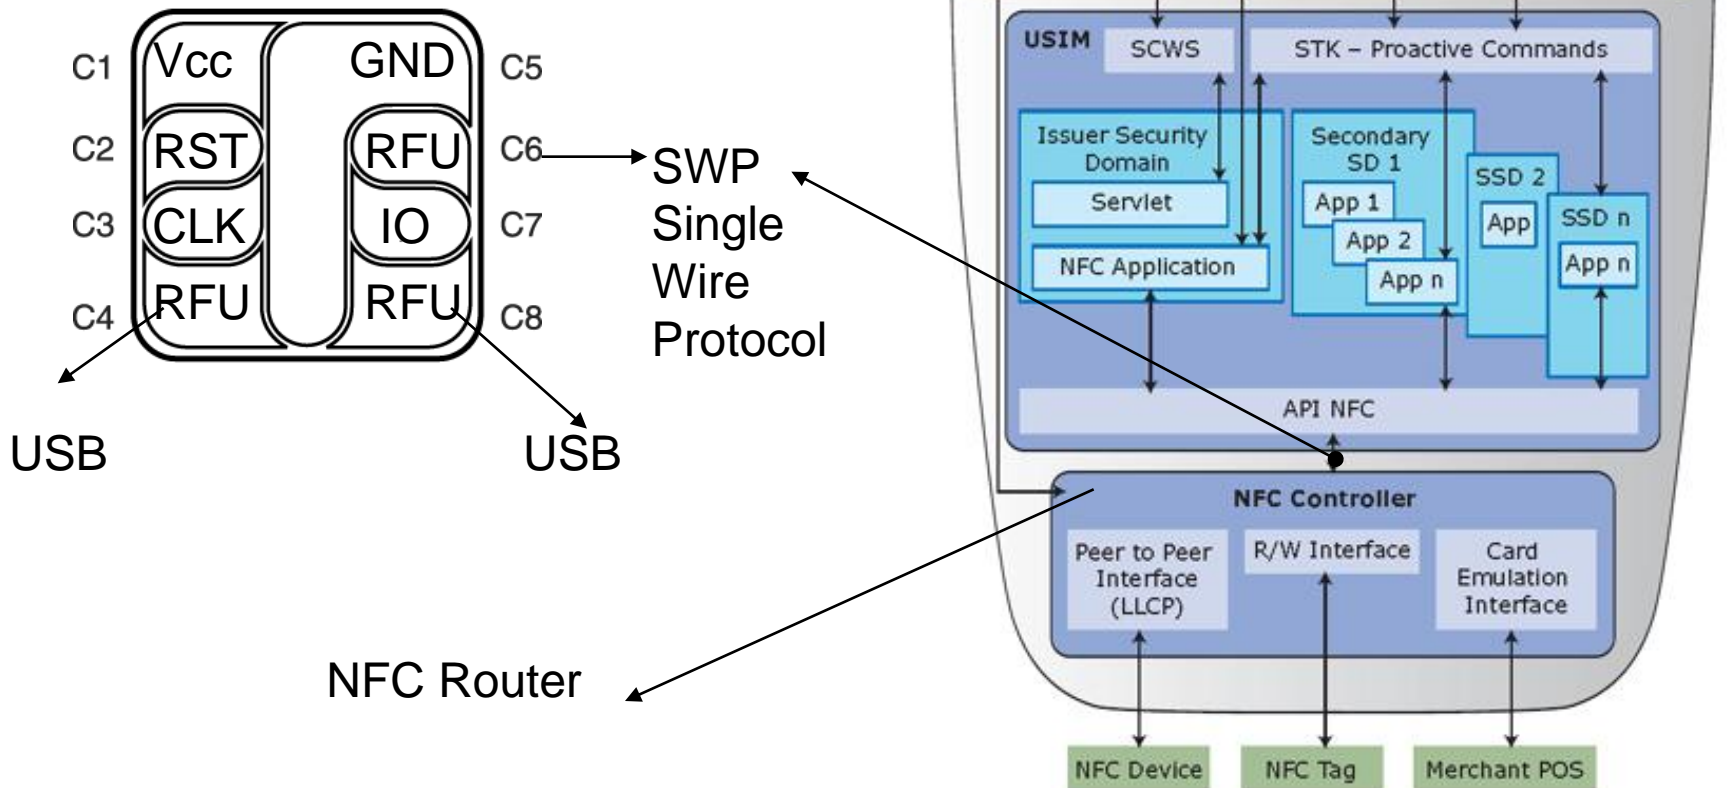 C1
Vcc
GND
C5
C2
RST
RFU
C6
C3
CLK
IO
C7
C4
RFU
RFU
C8
USB
USB
SWP
Single
Wire
Protocol
NFC Router
USIM
SCWS
STK – Proactive Commands
Issuer Security
Domain
Servlet
NFC Application
Secondary
SD 1
App 1
App 2
App n
SSD 2
App
SSD n
App n
API NFC
NFC Controller
Peer to Peer
Interface
(LLCP)
R/W Interface
Card
Emulation
Interface
NFC Device
NFC Tag
Merchant POS